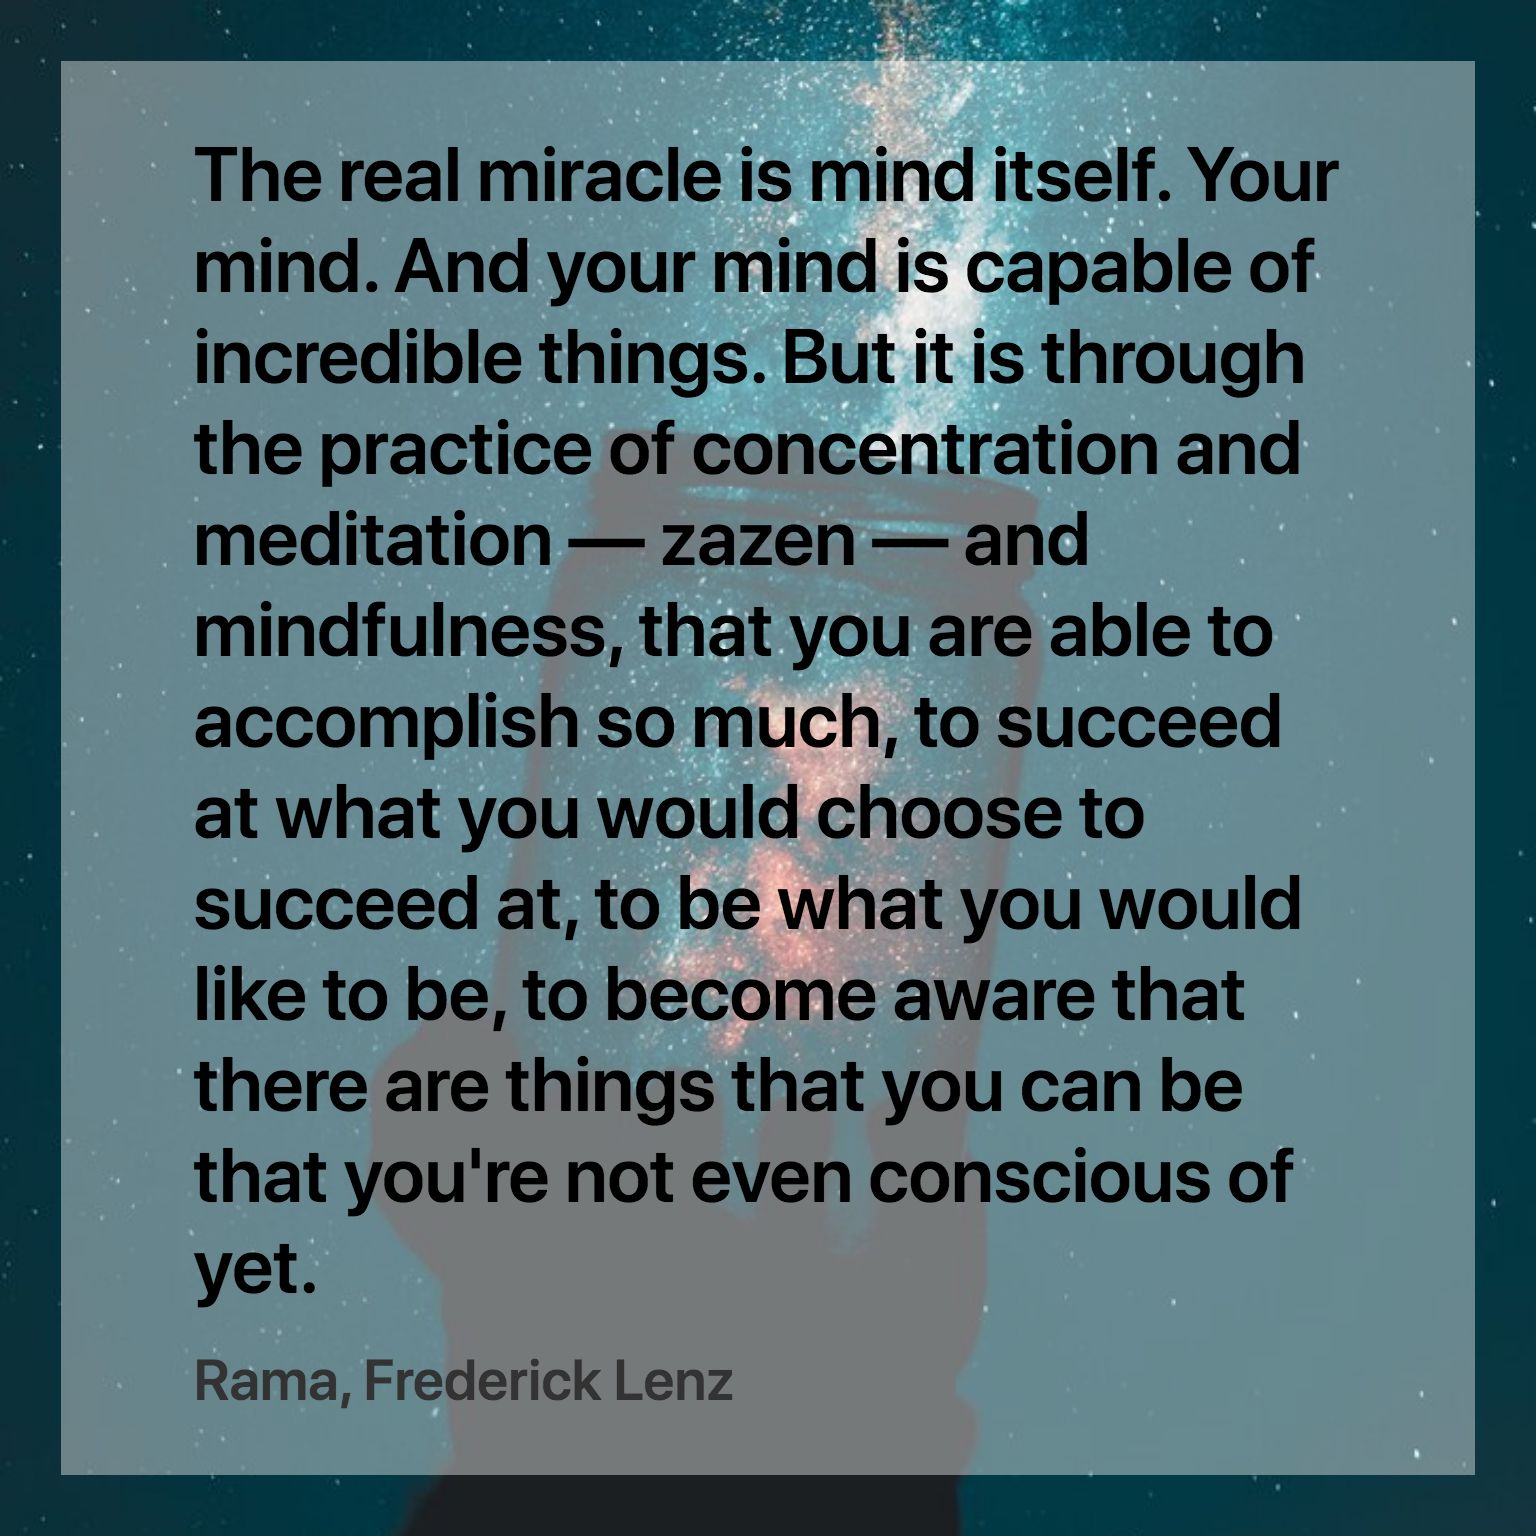 The real miracle is mind itself. Your
mind. And your mind is capable of
incredible things. But it is through
the practice of concentration and
meditation — zazen — and
mindfulness, that you are able to
accomplish so much, to succeed
at what you would choose to
succeed at, to be what you would
like to be, to become aware that
there are things that you can be
that you're not even conscious of
yet.
Rama, Frederick Lenz